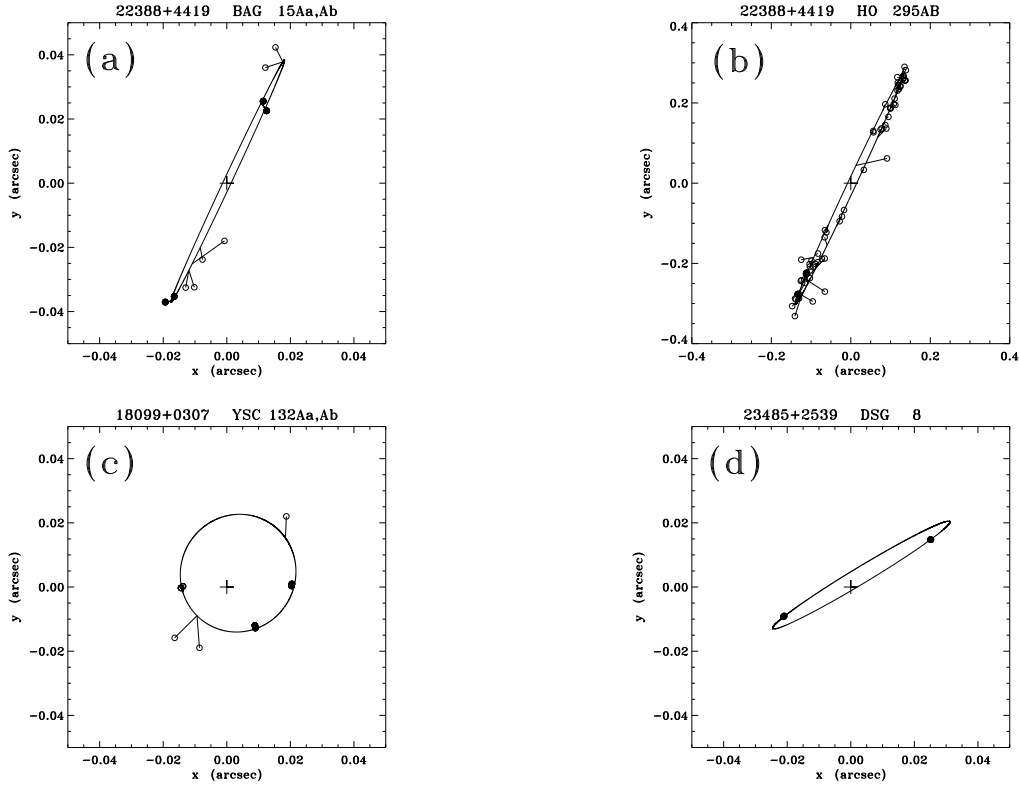 22388+4419 BAG 15Aa,Ab
(a)
0.04
0.02
0.00
−0.02
−0.04
y (arcsec)
−0.04 −0.02 0.00 0.02 0.04
x (arcsec)
22388+4419 HO 295AB
(b)
0.4
0.2
0.0
−0.2
−0.4
y (arcsec)
−0.4 −0.2 0.0 0.2 0.4
x (arcsec)
18099+0307 YSC 132Aa,Ab
(c)
0.04
0.02
0.00
−0.02
−0.04
y (arcsec)
−0.04 −0.02 0.00 0.02 0.04
x (arcsec)
23485+2539 DSG 8
(d)
0.04
0.02
0.00
−0.02
−0.04
y (arcsec)
−0.04 −0.02 0.00 0.02 0.04
x (arcsec)